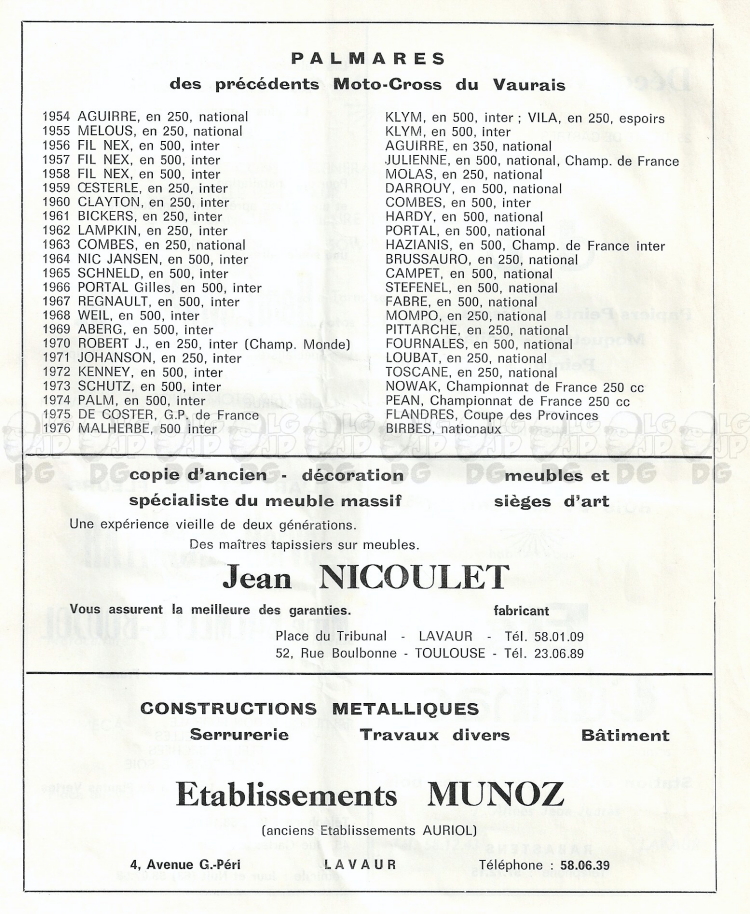 PALMARES
des précédents Moto-Cross du Vaurais
1954 AGUIRRE, en 250, national KLYM, en 500, inter ; VILA, en 250, espoirs
1955 MELOUS, en 250, national KLYM, en 500, inter
1956 FIL NEX, en 500, inter AGUIRRE, en 350, national
1957 FIL NEX, en 500, inter JULIENNE, en 500, national, Champ. de France
1958 FIL NEX, en 500, inter MOLAS, en 250, national
1959 ŒSTERLE, en 250, inter DARROUY, en 500, national
1960 CLAYTON, en 250, inter COMBES, en 500, inter
1961 BICKERS, en 250, inter HARDY, en 500, national
1962 LAMPKIN, en 250, inter PORTAL, en 500, national
1963 COMBES, en 250, national HAZIANIS, en 500, Champ. de France inter
1964 NIC JANSEN, en 500, inter BRUSSAURO, en 250, national
1965 SCHNELD, en 500, inter CAMPET, en 500, national
1966 PORTAL Gilles, en 500, inter STEFENEL, en 500, national
1967 REGNAULT, en 500, inter FABRE, en 500, national
1968 WEIL, en 500, inter MOMPO, en 250, national
1969 ABERG, en 500, inter PITTARCHE, en 250, national
1970 ROBERT J., en 250, inter (Champ. Monde) FOURNALES, en 500, national
1971 JOHANSON, en 250, inter LOUBAT, en 250, national
1972 KENNEY, en 500, inter TOSCANE, en 250, national
1973 SCHUTZ, en 500, inter NOWAK, Championnat de France 250 cc
1974 PALM, en 500, inter PEAN, Championnat de France 250 cc
1975 DE COSTER, G.P. de France FLANDRES, Coupe des Provinces
1976 MALHERBE, 500 inter BIRBES, nationaux
copie d'ancien - décoration meubles et
spécialiste du meuble massif sièges d'art
Une expérience vieille de deux générations.
Des maîtres tapissiers sur meubles.
Jean NICOULET
Vous assurent la meilleure des garanties. fabricant
Place du Tribunal - LAVAUR - Tél. 58.01.09
52, Rue Boulbonne - TOULOUSE - Tél. 23.06.89
CONSTRUCTIONS METALLIQUES
Serrurerie Travaux divers Bâtiment
Etablissements MUNOZ
(anciens Etablissements AURIOL)
4, Avenue G.-Péri LAVAUR Téléphone : 58.06.39